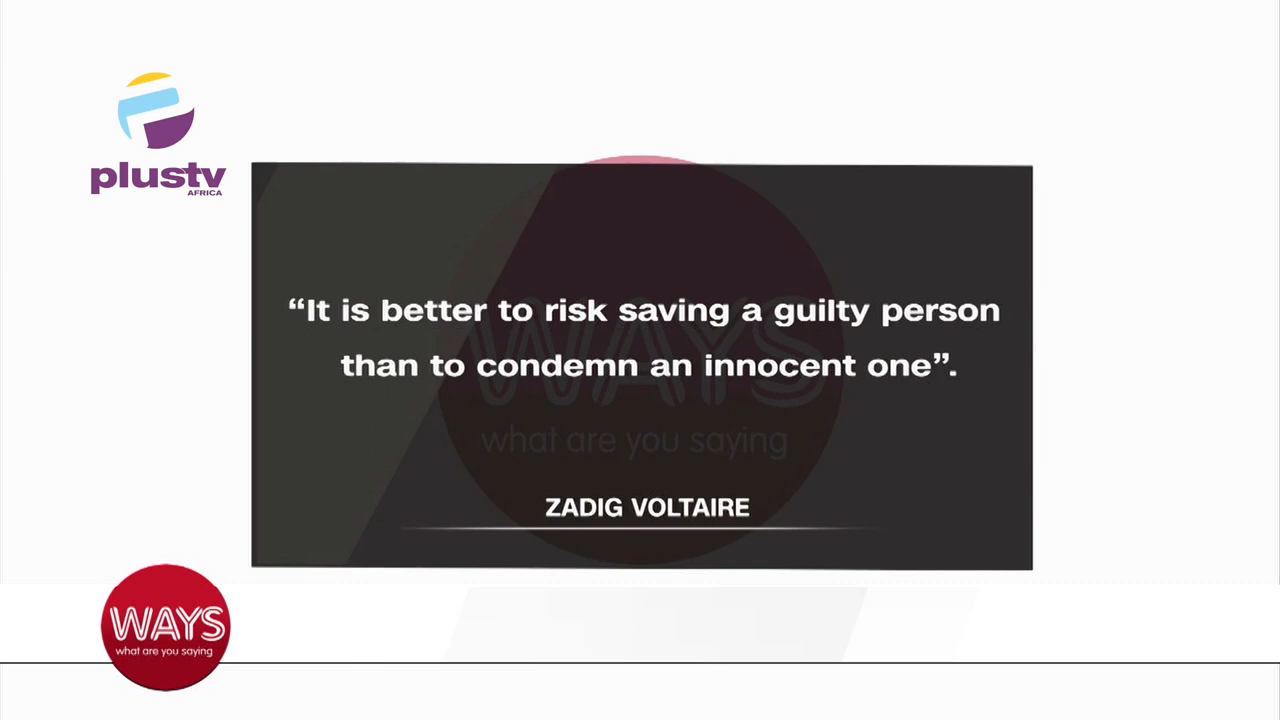 plustv
AFRICA
“It is better to risk saving a guilty person
than to condemn an innocent one”.
WAYS
what are you saying
ZADIG VOLTAIRE
WAYS
what are you saying